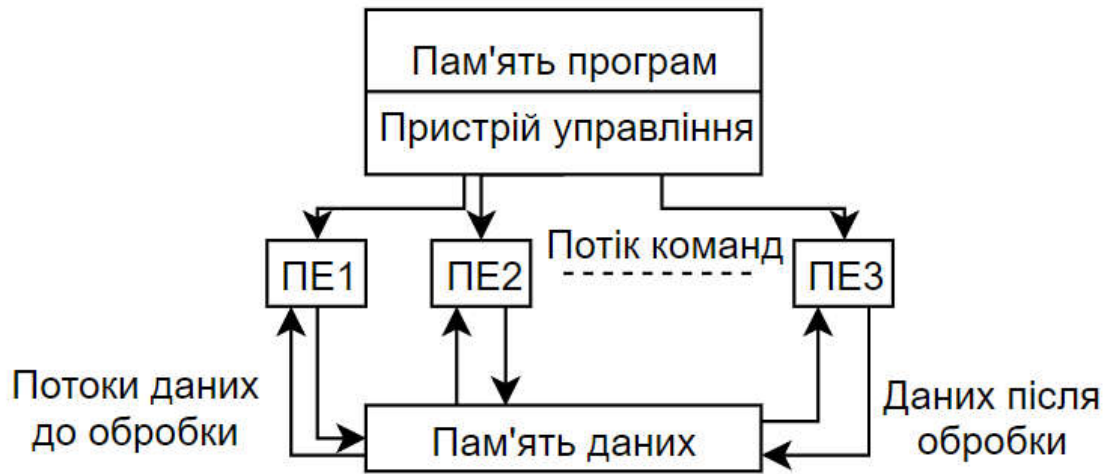 Пам'ять програм
Пристрій управління
Потік команд
ПЕ1
ПЕ2
ПЕ3
Потоки даних
до обробки
Пам'ять даних
Даних після
обробки